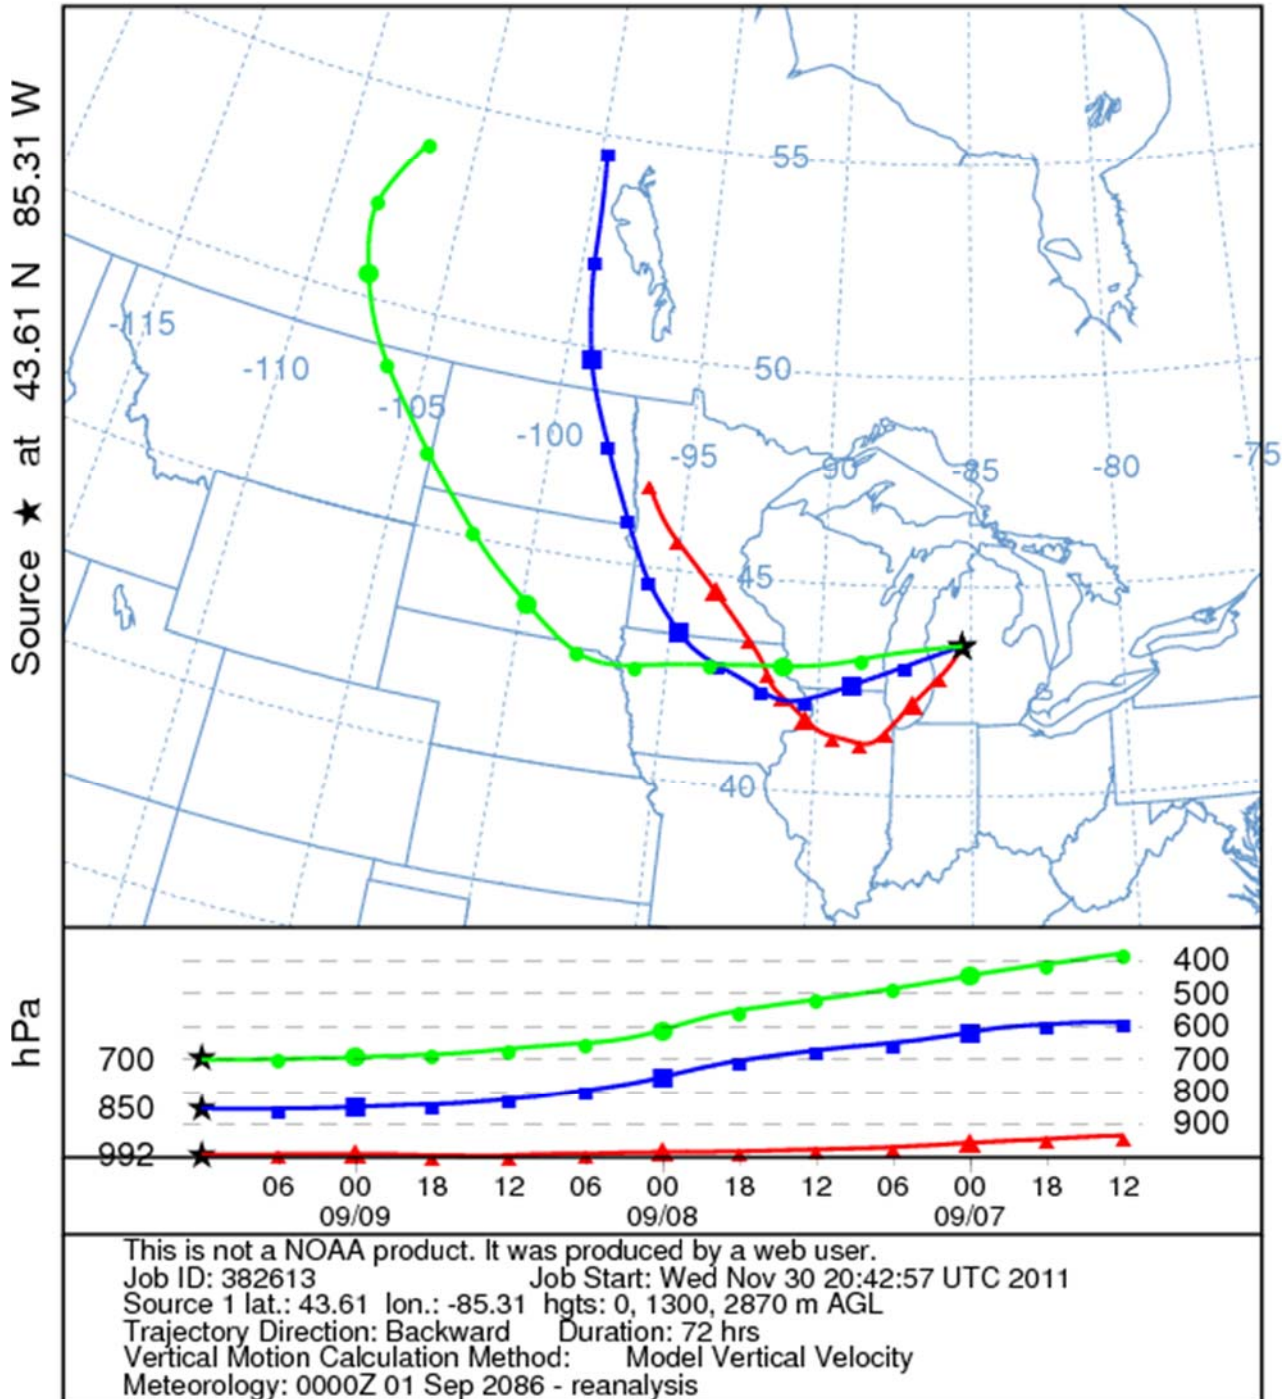 Source ★ at 43.61 N 85.31 W
55
-115
-110
50
-105
-100
-95
90
-85
-80
-75
45
40
hPa
400
500
600
700
700
800
850
900
992
06 00 18 12 06 00 18 12 06 00 18 12
09/09 09/08 09/07
This is not a NOAA product. It was produced by a web user.
Job ID: 382613 Job Start: Wed Nov 30 20:42:57 UTC 2011
Source 1 lat.: 43.61 lon.: -85.31 hgts: 0, 1300, 2870 m AGL
Trajectory Direction: Backward Duration: 72 hrs
Vertical Motion Calculation Method: Model Vertical Velocity
Meteorology: 0000Z 01 Sep 2086 - reanalysis